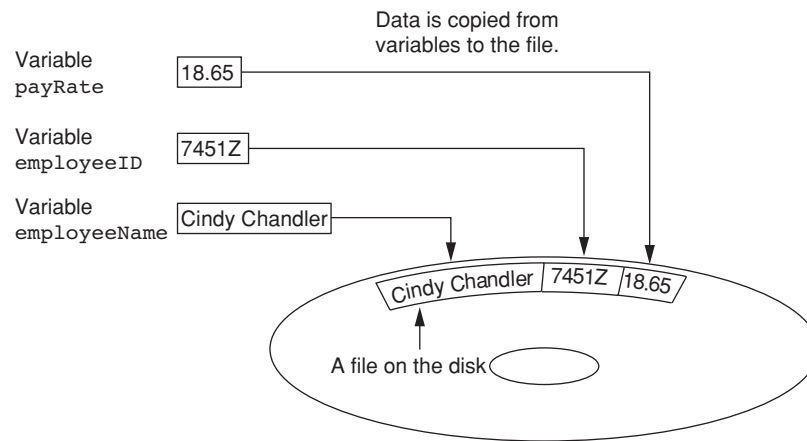 Data is copied from
variables to the file.
Variable
payRate
18.65
Variable
employeeID
7451Z
Variable
employeeName
Cindy Chandler
Cindy Chandler 7451Z 18.65
A file on the disk